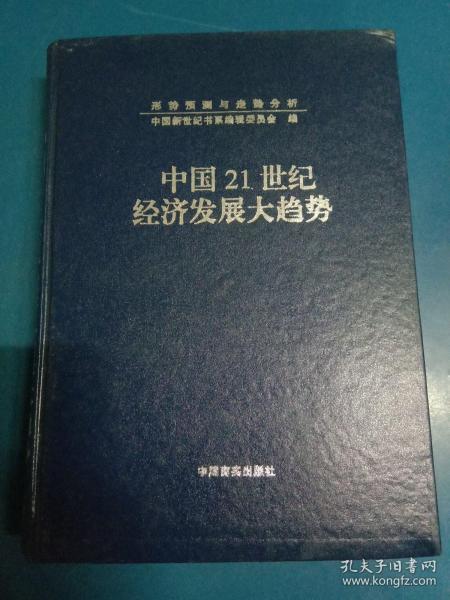 形势预测与走势分析
中国新世纪书系编辑委员会 编
中国21世纪
经济发展大趋势
中国商业出版社
孔夫子旧书网
www.kongfz.com